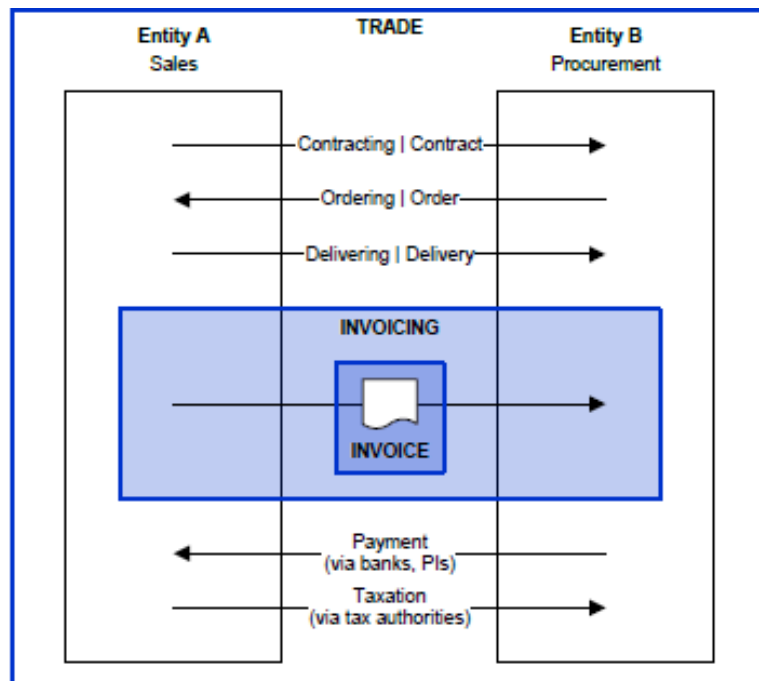 TRADE
Entity A
Sales
Entity B
Procurement
Contracting | Contract
Ordering | Order
Delivering | Delivery
INVOICING
INVOICE
Payment
(via banks, PIs)
Taxation
(via tax authorities)